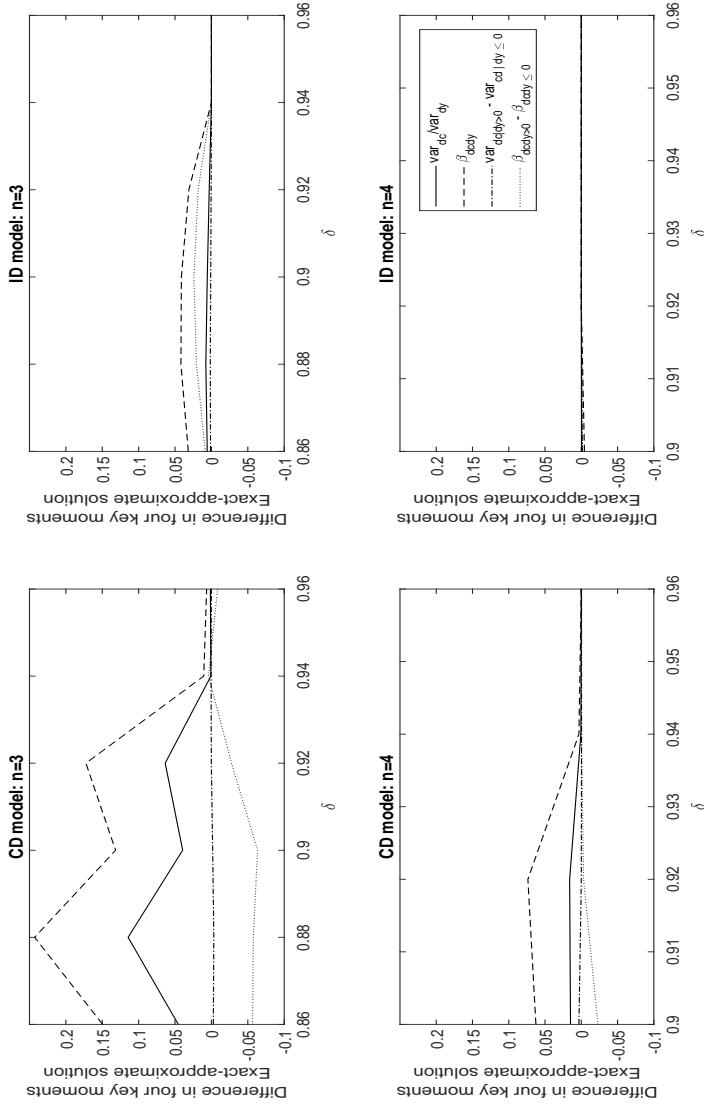 CD model: n=3
Difference in four key moments
Exact-approximate solution
0.2
0.15
0.1
0.05
0
-0.05
-0.1
0.86
0.88
0.9
0.92
0.94
0.96
δ
ID model: n=3
Difference in four key moments
Exact-approximate solution
0.2
0.15
0.1
0.05
0
-0.05
-0.1
0.86
0.88
0.9
0.92
0.94
0.96
δ
CD model: n=4
Difference in four key moments
Exact-approximate solution
0.2
0.15
0.1
0.05
0
-0.05
-0.1
0.9
0.91
0.92
0.93
0.94
0.95
0.96
δ
ID model: n=4
Difference in four key moments
Exact-approximate solution
0.2
0.15
0.1
0.05
0
-0.05
-0.1
0.9
0.91
0.92
0.93
0.94
0.95
0.96
δ
var_dc/var_dy
β_dcdy
var_dc|dy>0 - var_cd | dy ≤ 0
β_dcdy>0 - β_dcdy ≤ 0